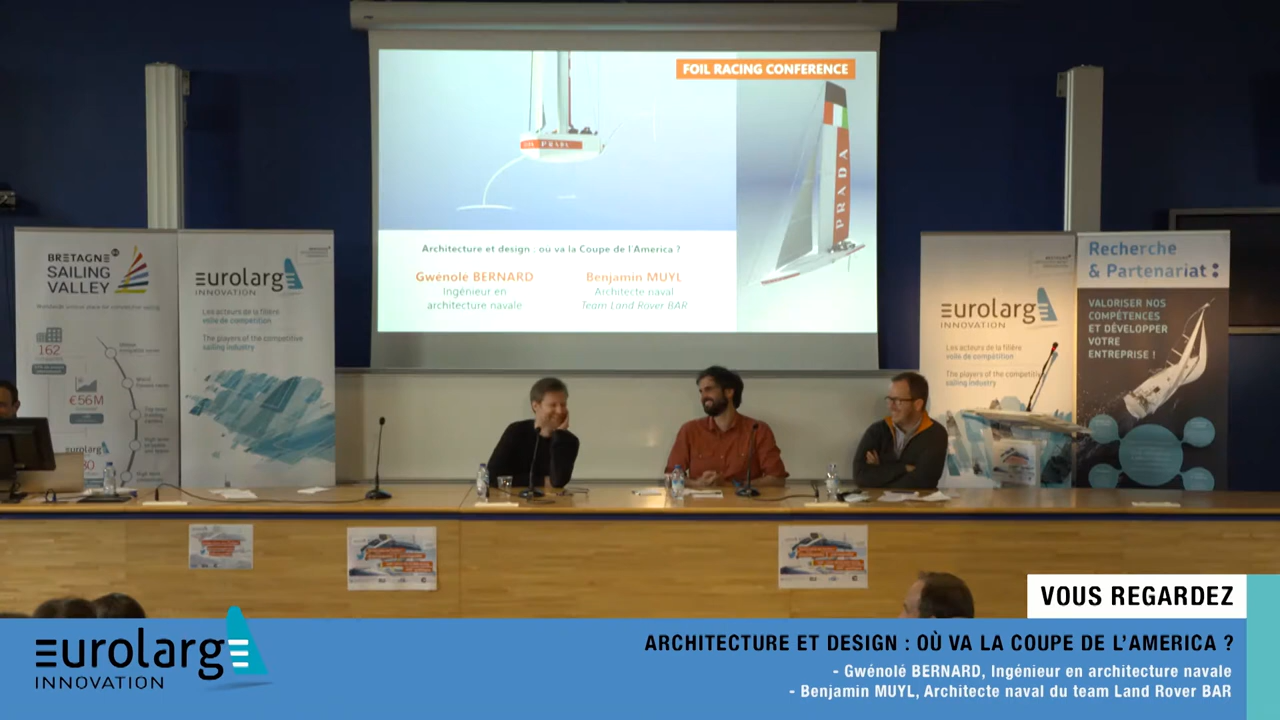 FOIL RACING CONFERENCE
PRADA
PRADA
Architecture et design : où va la Coupe de l'America ?
Gwénole BERNARD
Ingénieur en
architecture navale
Benjamin MUYL
Architecte naval
Team Land Rover BAR
BRETAGNE
SAILING
VALLEY
162
€56M
eurolarg
eurolarge
INNOVATION
Les acteurs de la filière
voile de compétition
The players of the competitive
sailing industry
eurolarge
INNOVATION
Les acteurs de la filière
voile de compétition
The players of the competitive
sailing industry
Recherche
& Partenariat
VALORISER NOS
COMPÉTENCES
ET DÉVELOPPER
VOTRE
ENTREPRISE !
VOUS REGARDEZ
eurolarge
INNOVATION
ARCHITECTURE ET DESIGN : OÙ VA LA COUPE DE L'AMERICA ?
- Gwénolé BERNARD, Ingénieur en architecture navale
- Benjamin MUYL, Architecte naval du team Land Rover BAR